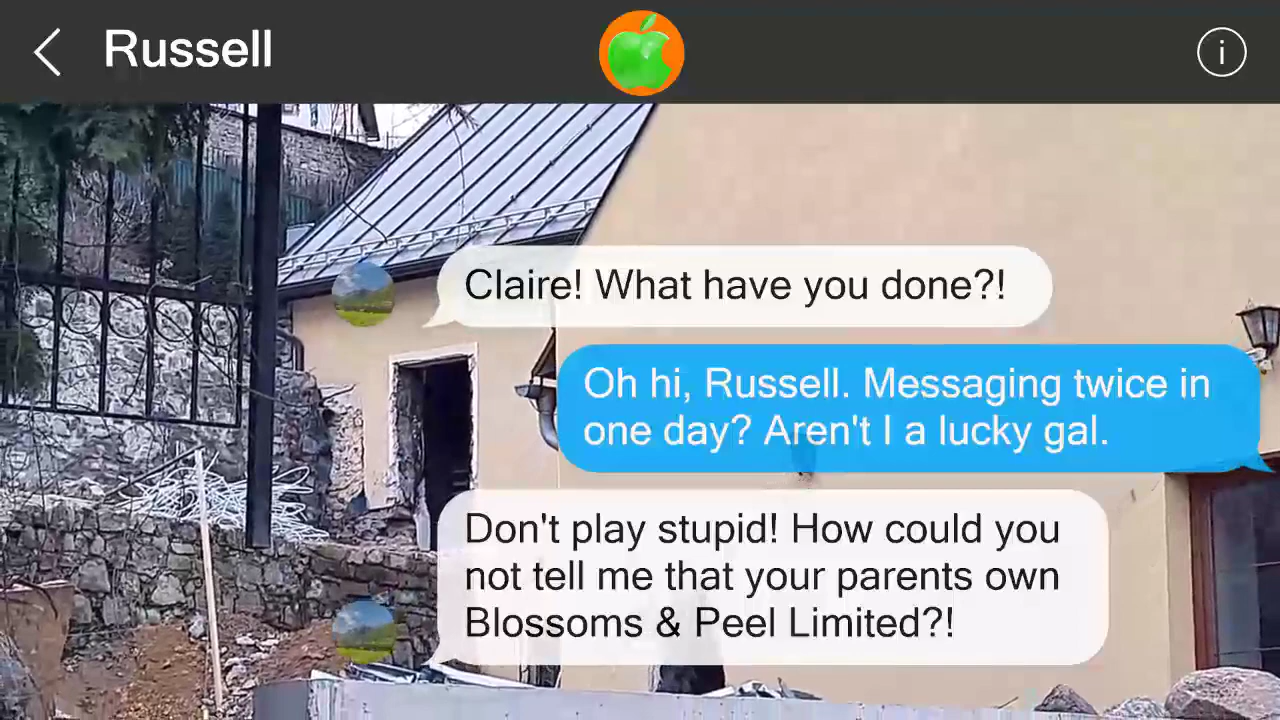 Russell
i
Claire! What have you done?!
Oh hi, Russell. Messaging twice in
one day? Aren't I a lucky gal.
Don't play stupid! How could you
not tell me that your parents own
Blossoms & Peel Limited?!